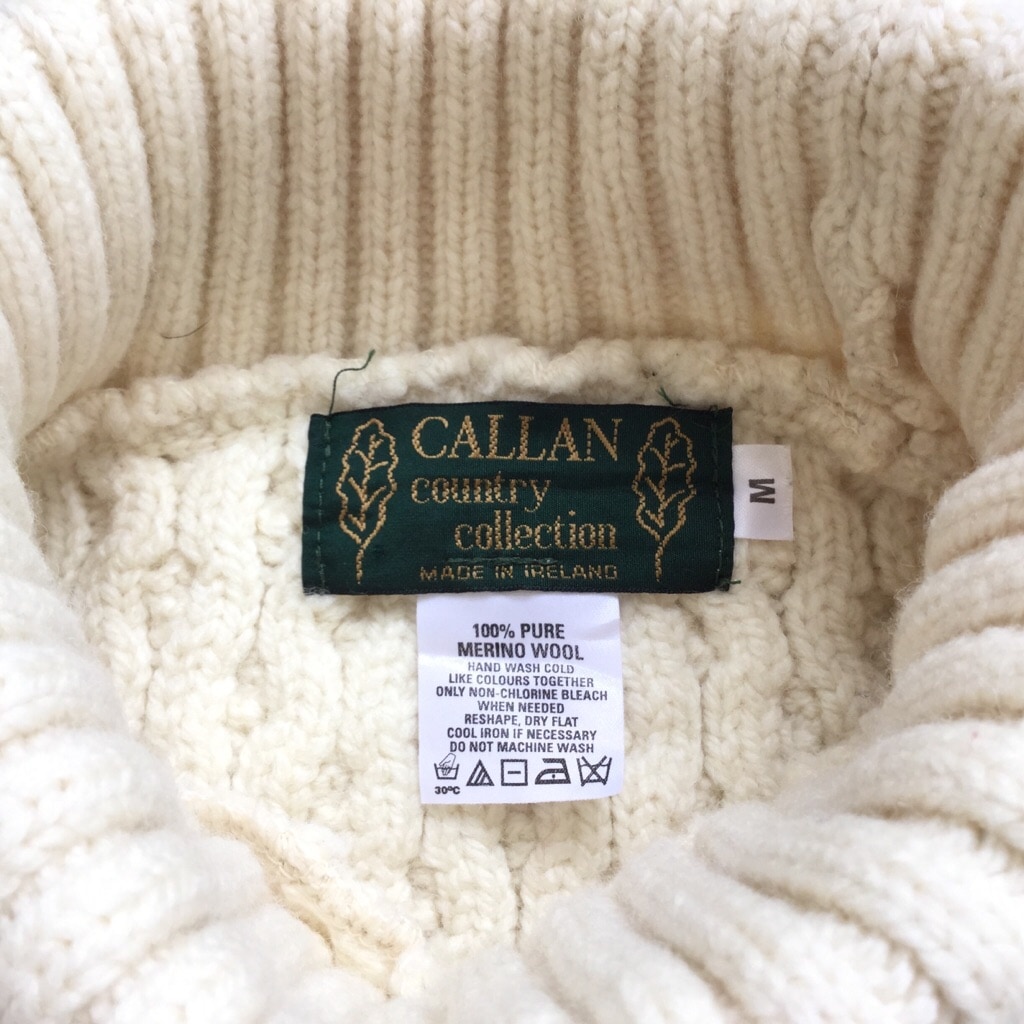 CALLAN
country
collection
MADE IN IRELAND
M
100% PURE
MERINO WOOL
HAND WASH COLD
LIKE COLOURS TOGETHER
ONLY NON-CHLORINE BLEACH
WHEN NEEDED
RESHAPE, DRY FLAT
COOL IRON IF NECESSARY
DO NOT MACHINE WASH
30°C